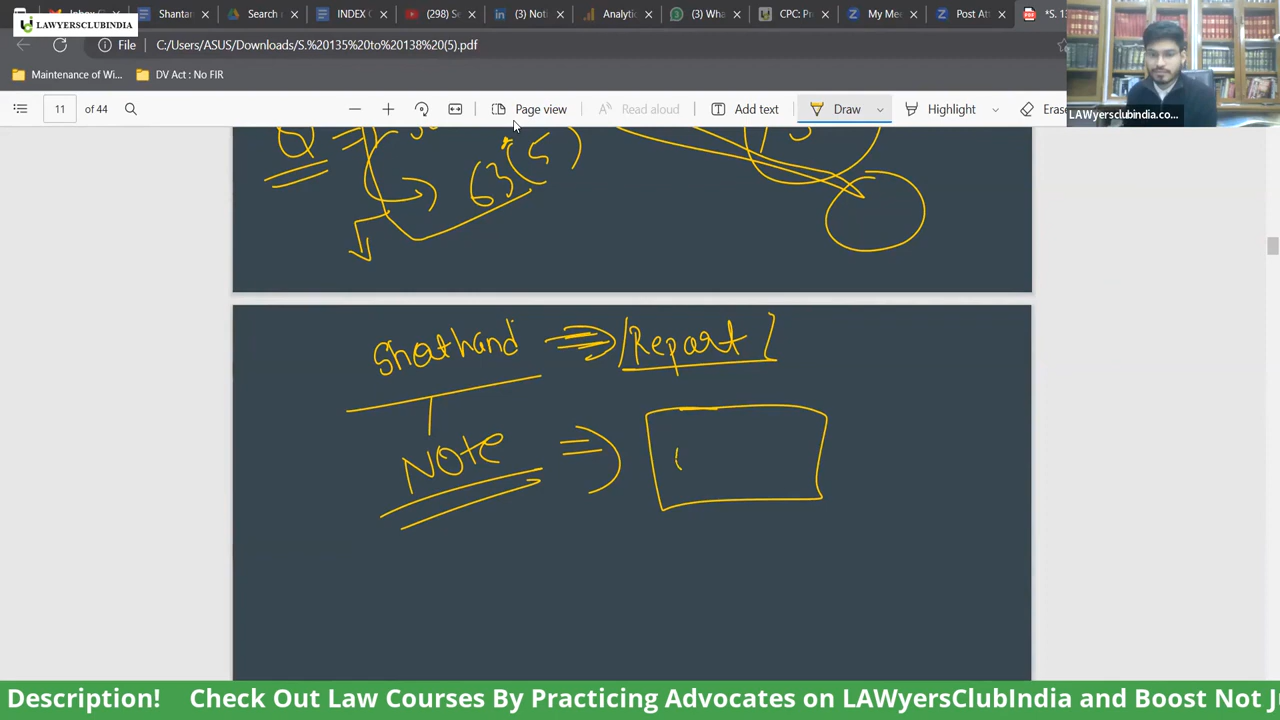 Shanta
Search
INDEX
(298) S
(3) Not
Analytic
(3) Wh
CPC: P
My Me
Post At
*S. 1
LAWYERSCLUBINDIA
File
C:/Users/ASUS/Downloads/S.%20135%20to%20138%20(5).pdf
Maintenance of Wi...
DV Act : No FIR
11 of 44
Page view
Read aloud
Add text
Draw
Highlight
Eras
LAWyersclubindia.co...
63(5)
Shorthand
Report
Note
Description! Check Out Law Courses By Practicing Advocates on LAWyersClubIndia and Boost Not J